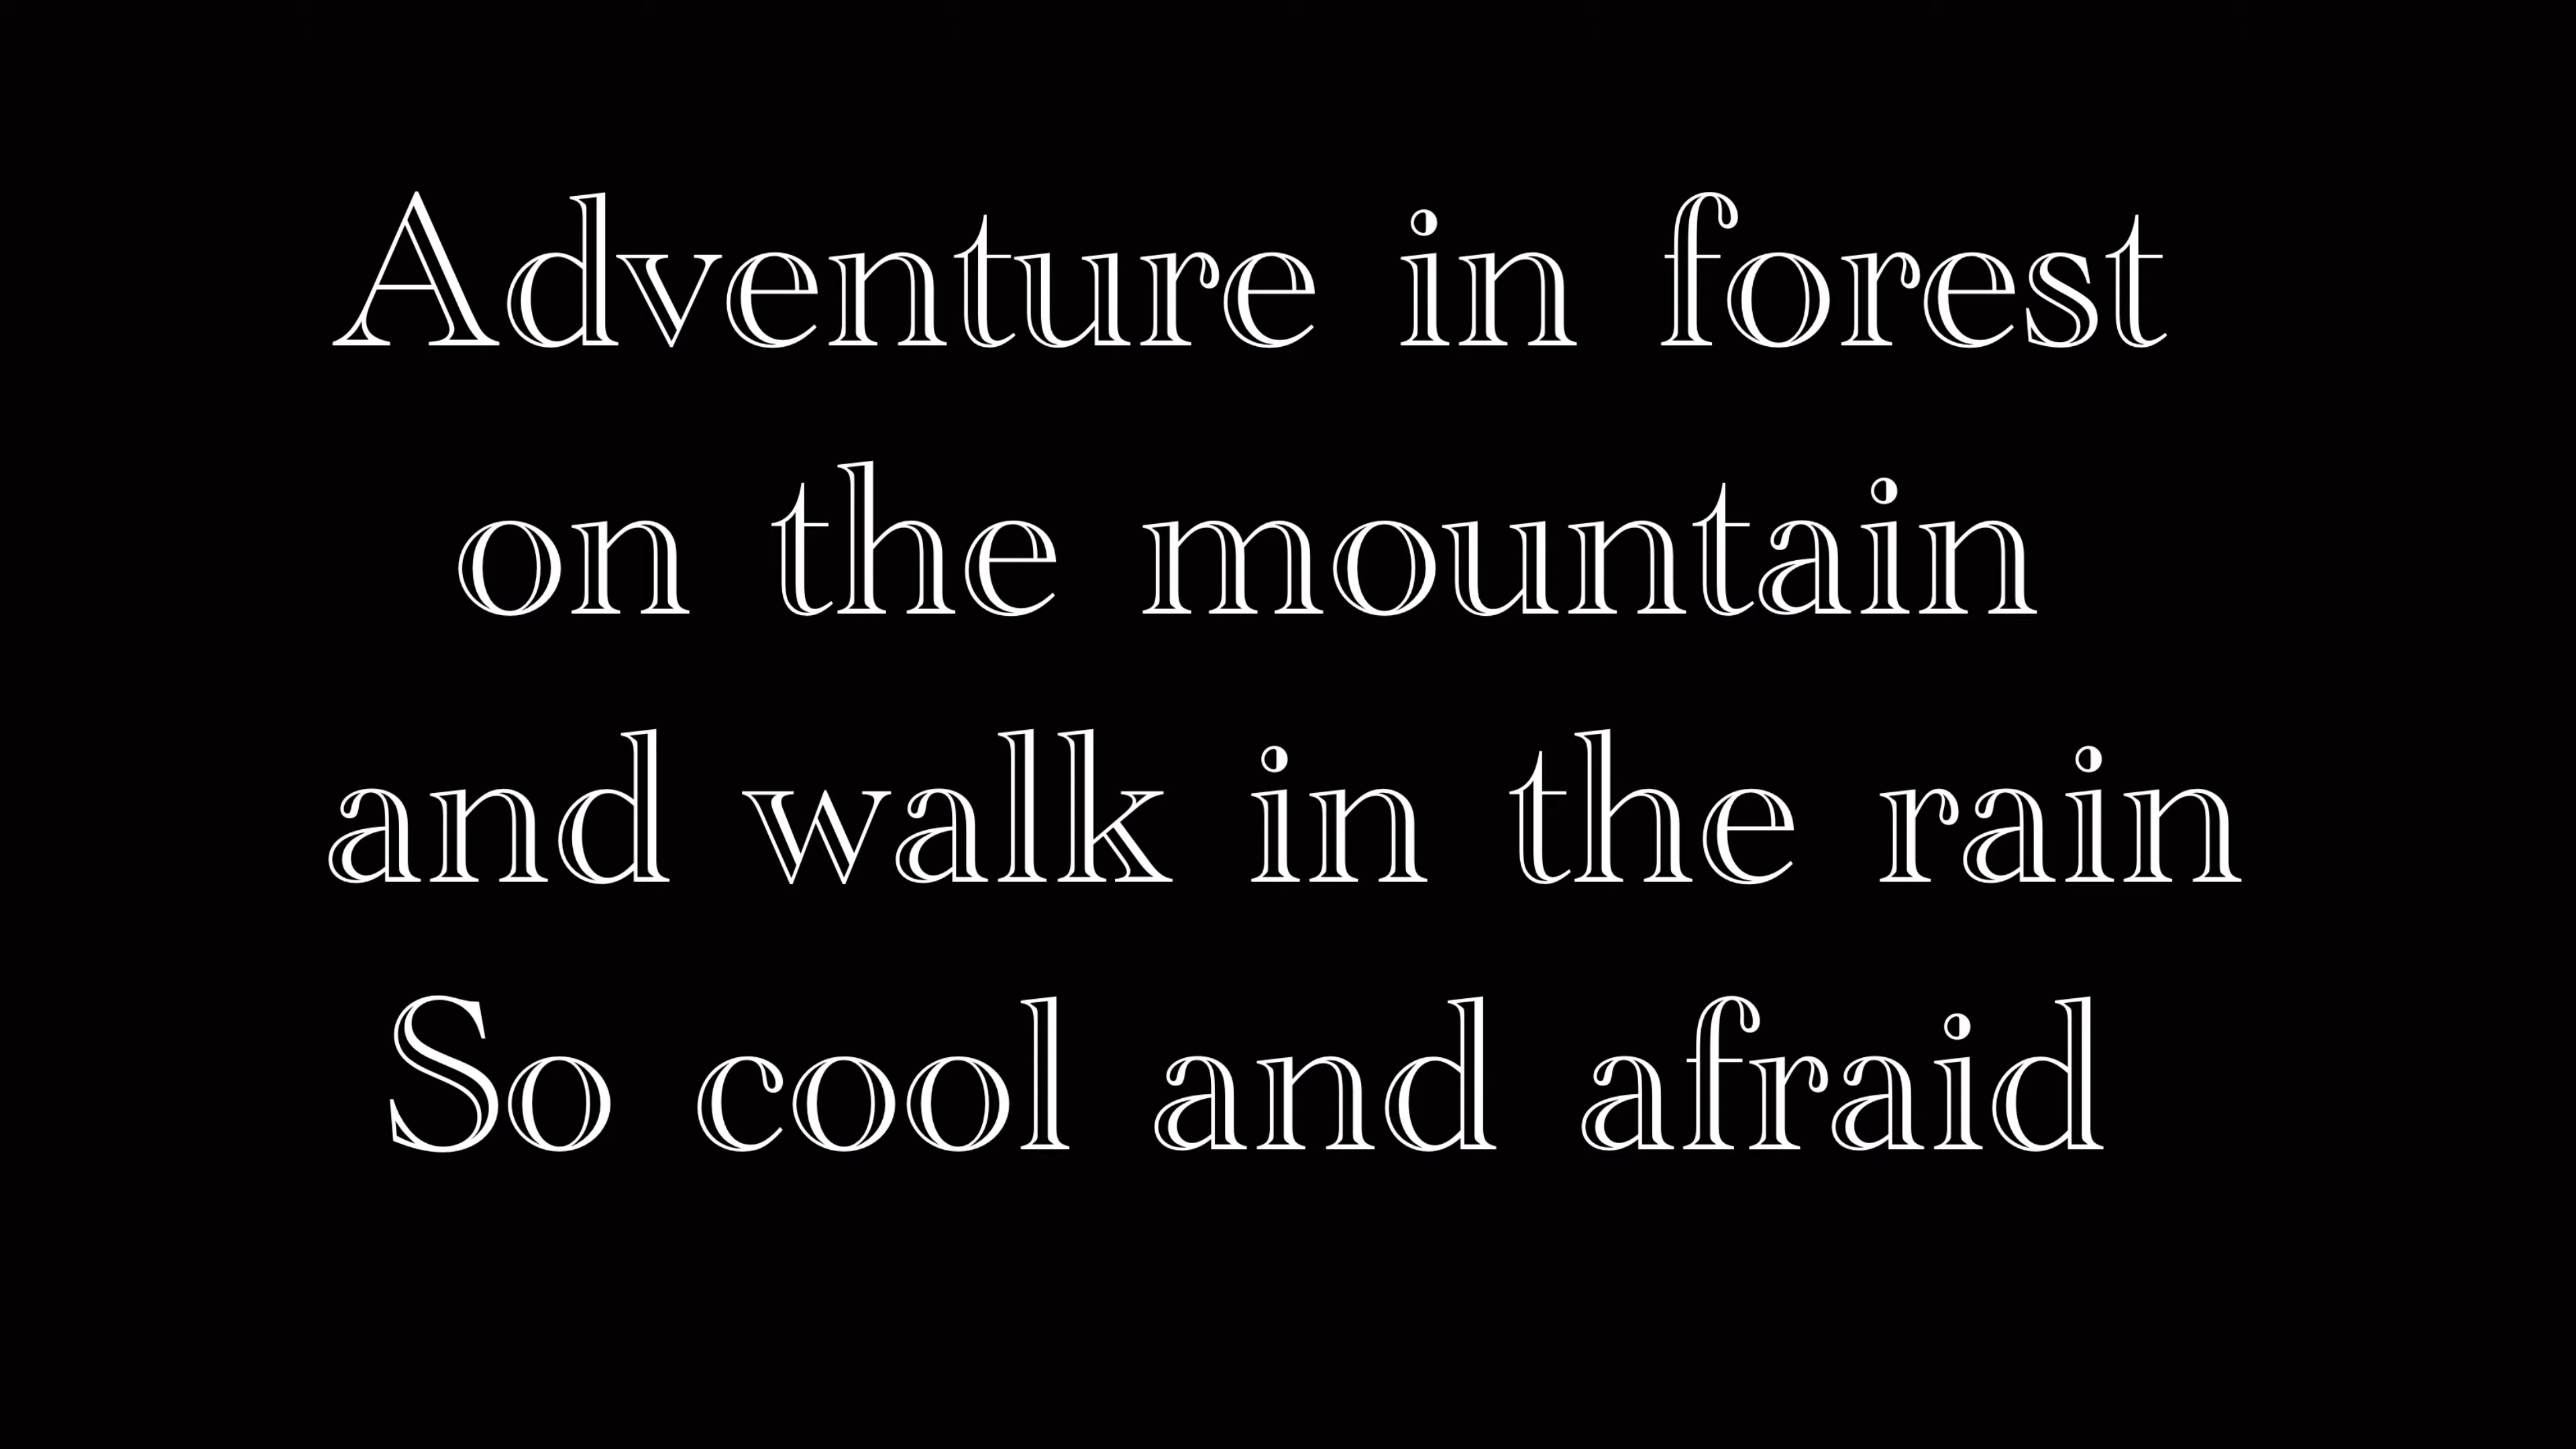 Adventure in forest
on the mountain
and walk in the rain
So cool and afraid